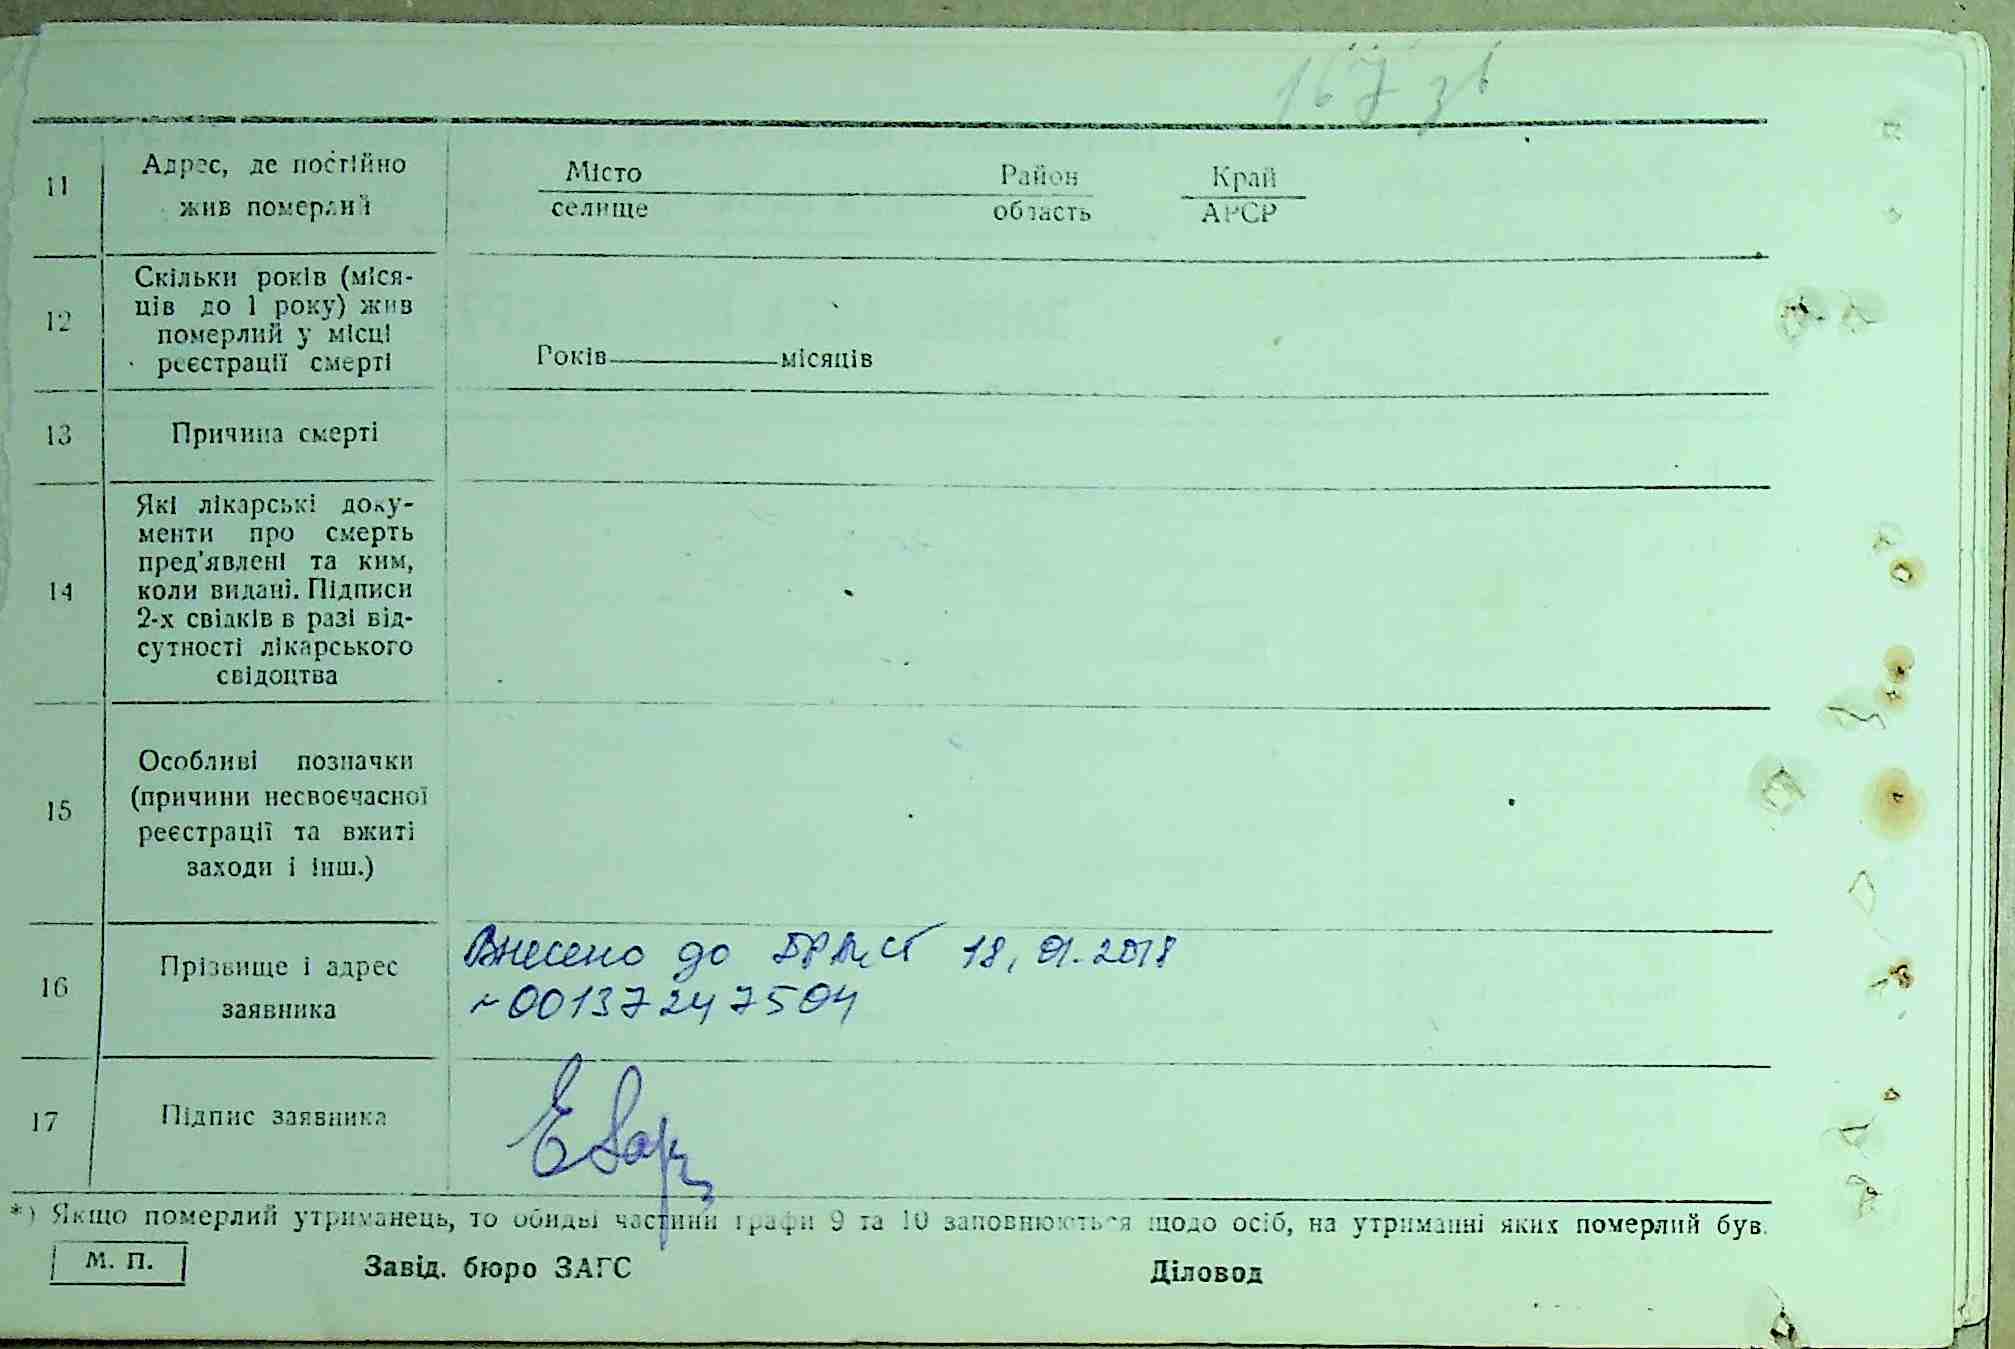 167 зв
11
Адрес, де постійно
жив померлий
Місто
селище
Район
область
Край
АРСР
12
Скільки років (міся-
ців до 1 року) жив
померлий у місці
реєстрації смерті
Років місяців
13
Причина смерті
14
Які лікарські доку-
менти про смерть
пред'явлені та ким,
коли видані. Підписи
2-х свідків в разі від-
сутності лікарського
свідоцтва
15
Особливі позначки
(причини несвоєчасної
реєстрації та вжиті
заходи і інш.)
16
Прізвище і адрес
заявника
Внесено до 18.01.2018
~00137247504
17
Підпис заявника
*) Якщо померлий утриманець, то обидві частини графи 9 та 10 заповнюються щодо осіб, на утриманні яких померлий був.
М. П.
Завід. бюро ЗАГС
Діловод